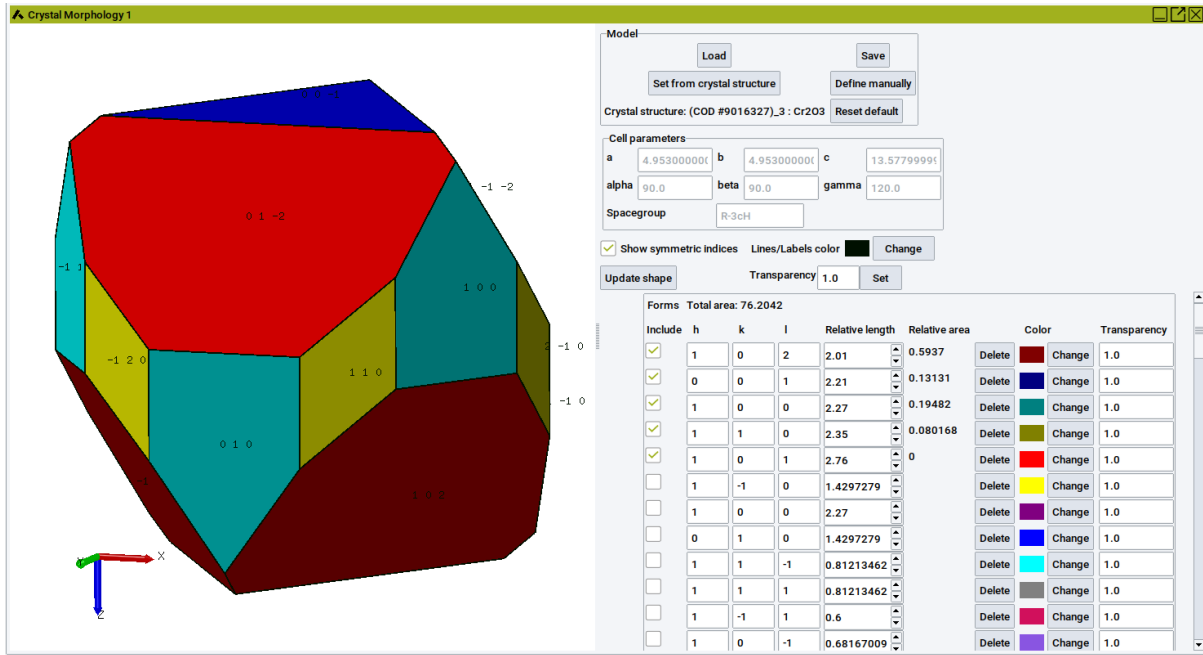 Crystal Morphology 1
Model
Load Save
Set from crystal structure Define manually
Crystal structure: (COD #9016327)_3 : Cr2O3 Reset default
Cell parameters
a 4.95300000( b 4.95300000( c 13.5779999
alpha 90.0 beta 90.0 gamma 120.0
Spacegroup R-3cH
Show symmetric indices Lines/Labels color Change
Update shape Transparency 1.0 Set
Forms Total area: 76.2042
Include h k l Relative length Relative area Color Transparency
1 0 2 2.01 0.5937 Delete Change 1.0
0 0 1 2.21 0.13131 Delete Change 1.0
1 0 0 2.27 0.19482 Delete Change 1.0
1 1 0 2.35 0.080168 Delete Change 1.0
1 0 1 2.76 0 Delete Change 1.0
1 -1 0 1.4297279 Delete Change 1.0
1 0 0 2.27 Delete Change 1.0
0 1 0 1.4297279 Delete Change 1.0
1 1 -1 0.81213462 Delete Change 1.0
1 1 1 0.81213462 Delete Change 1.0
1 -1 1 0.6 Delete Change 1.0
1 0 -1 0.68167009 Delete Change 1.0
-1 -2
0 1 -2
-1 1
1 0 0
-1 2 0
1 1 0
-1 0
-1 0
0 1 0
-1
1 0 2
X
Y
Z